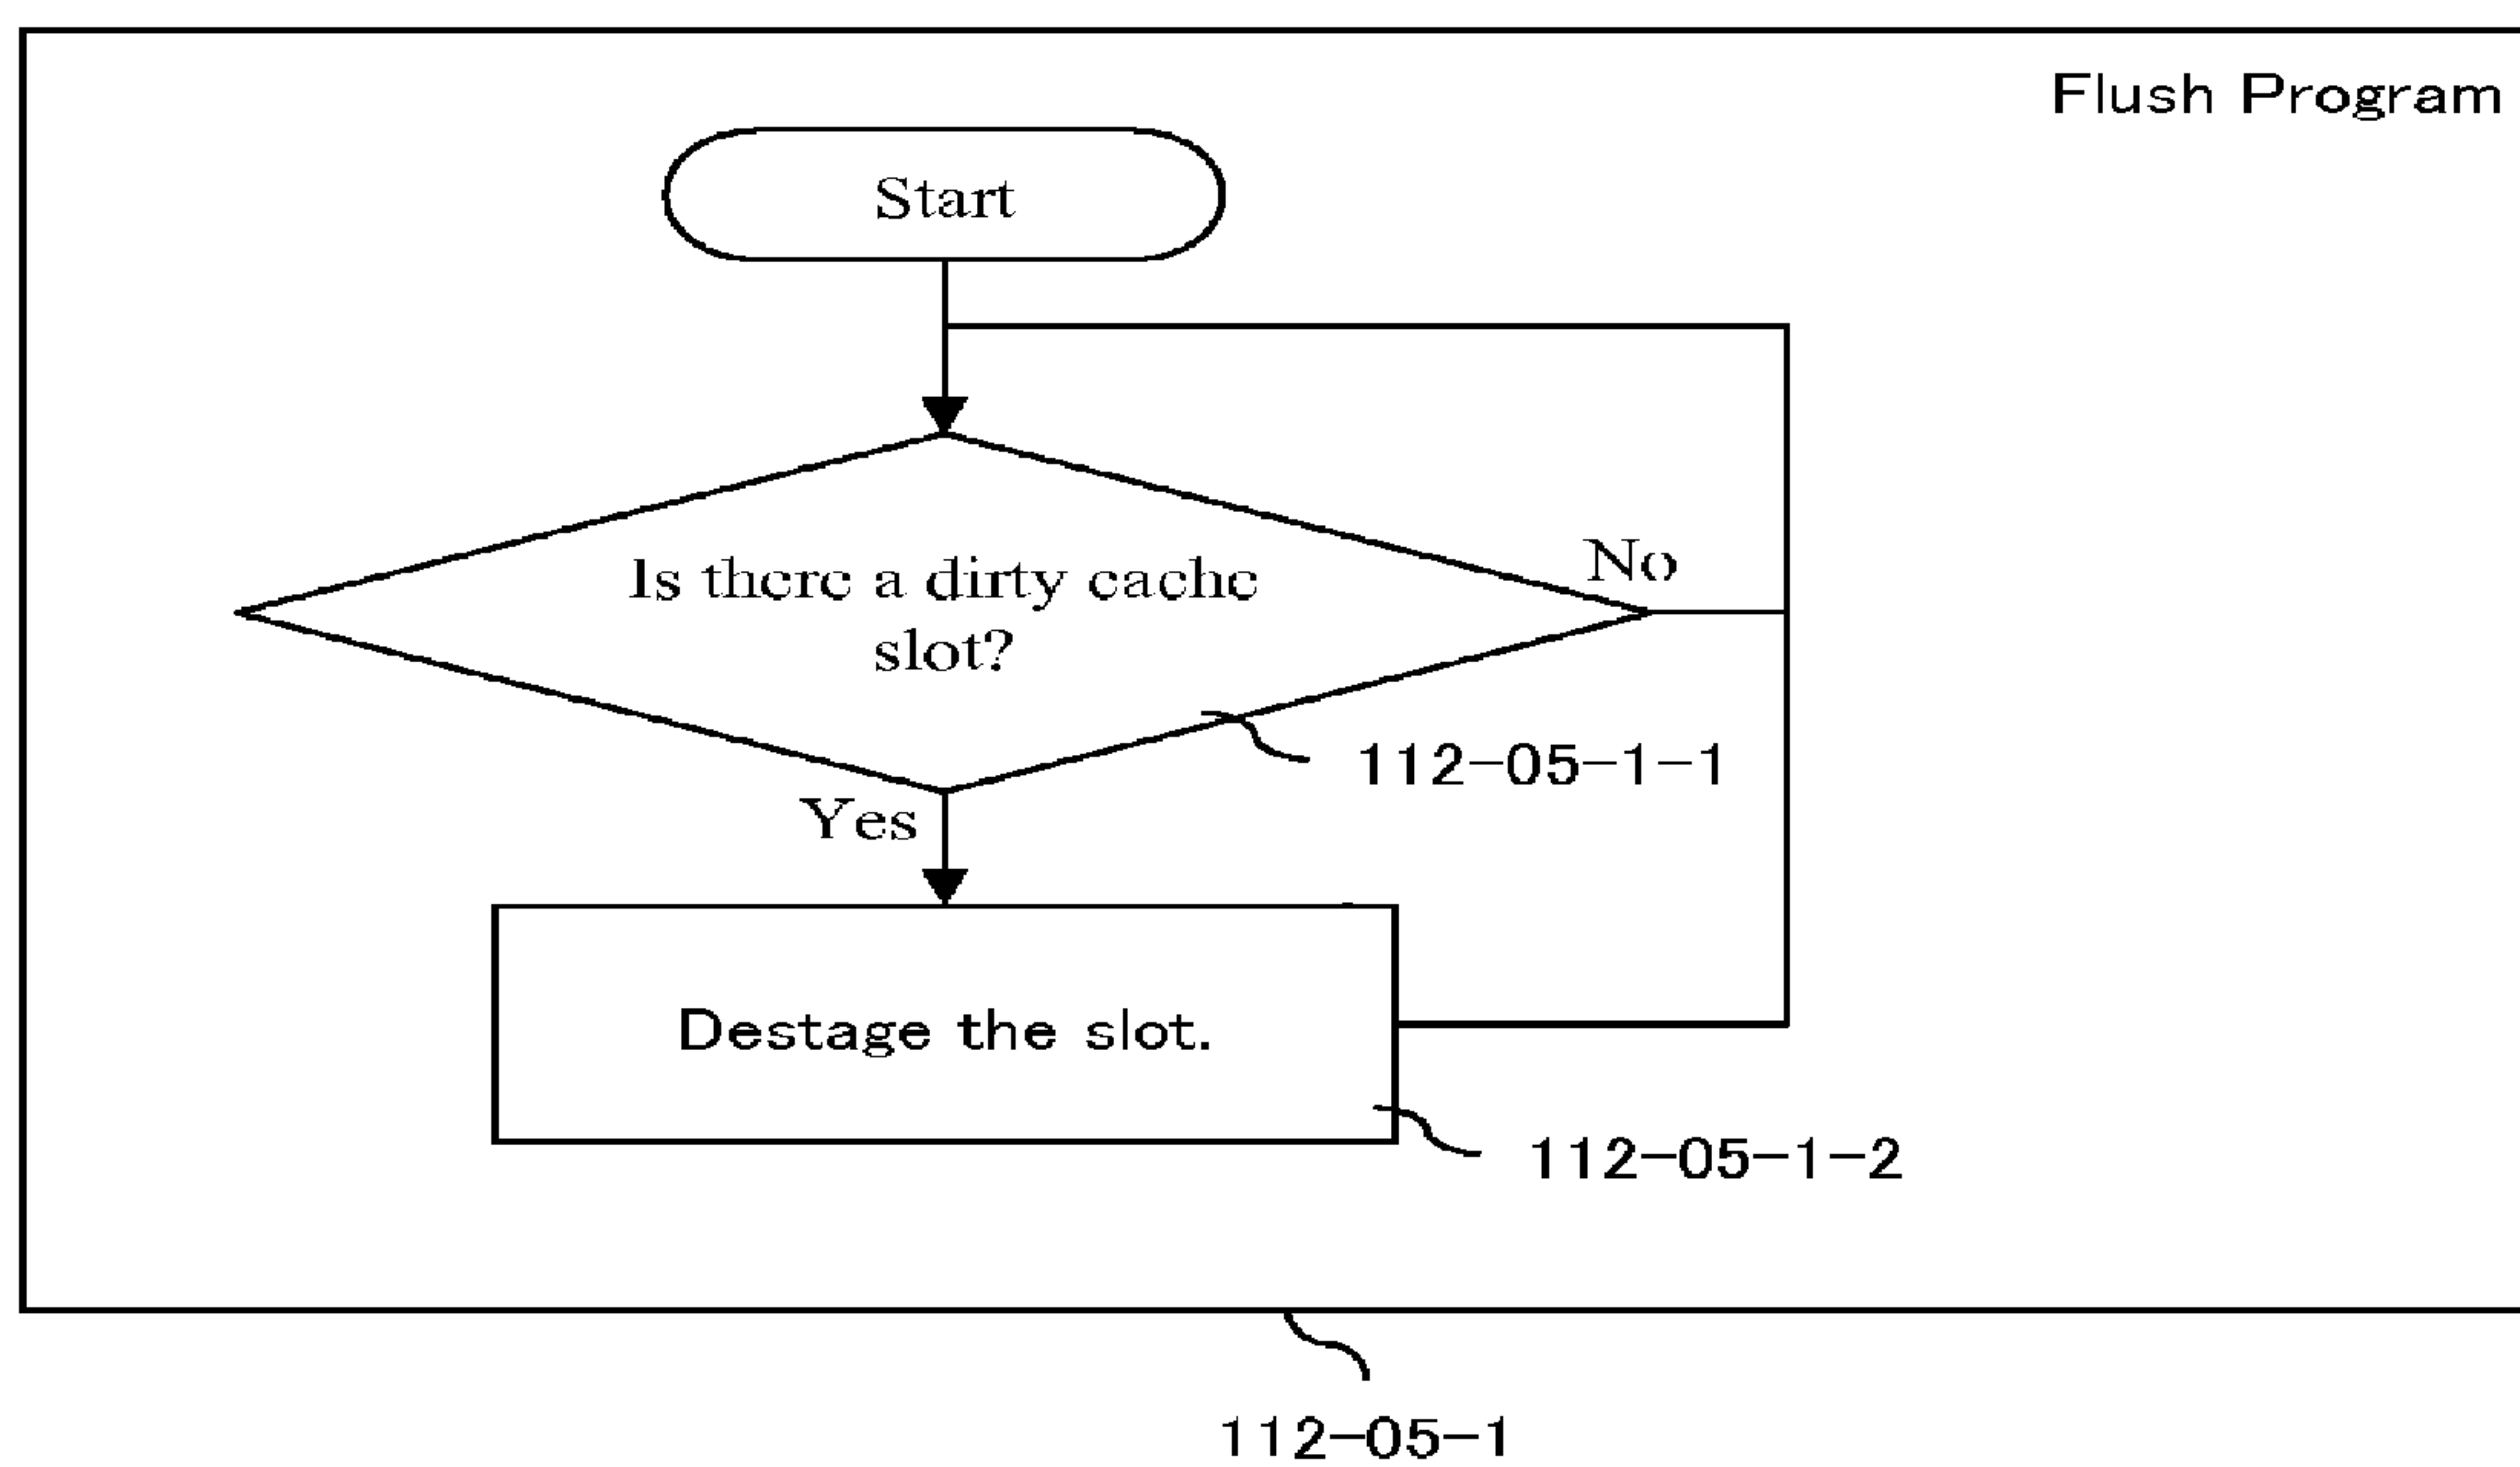 Flush Program
Start
Is there a dirty cache
slot?
No
112-05-1-1
Yes
Destage the slot.
112-05-1-2
112-05-1